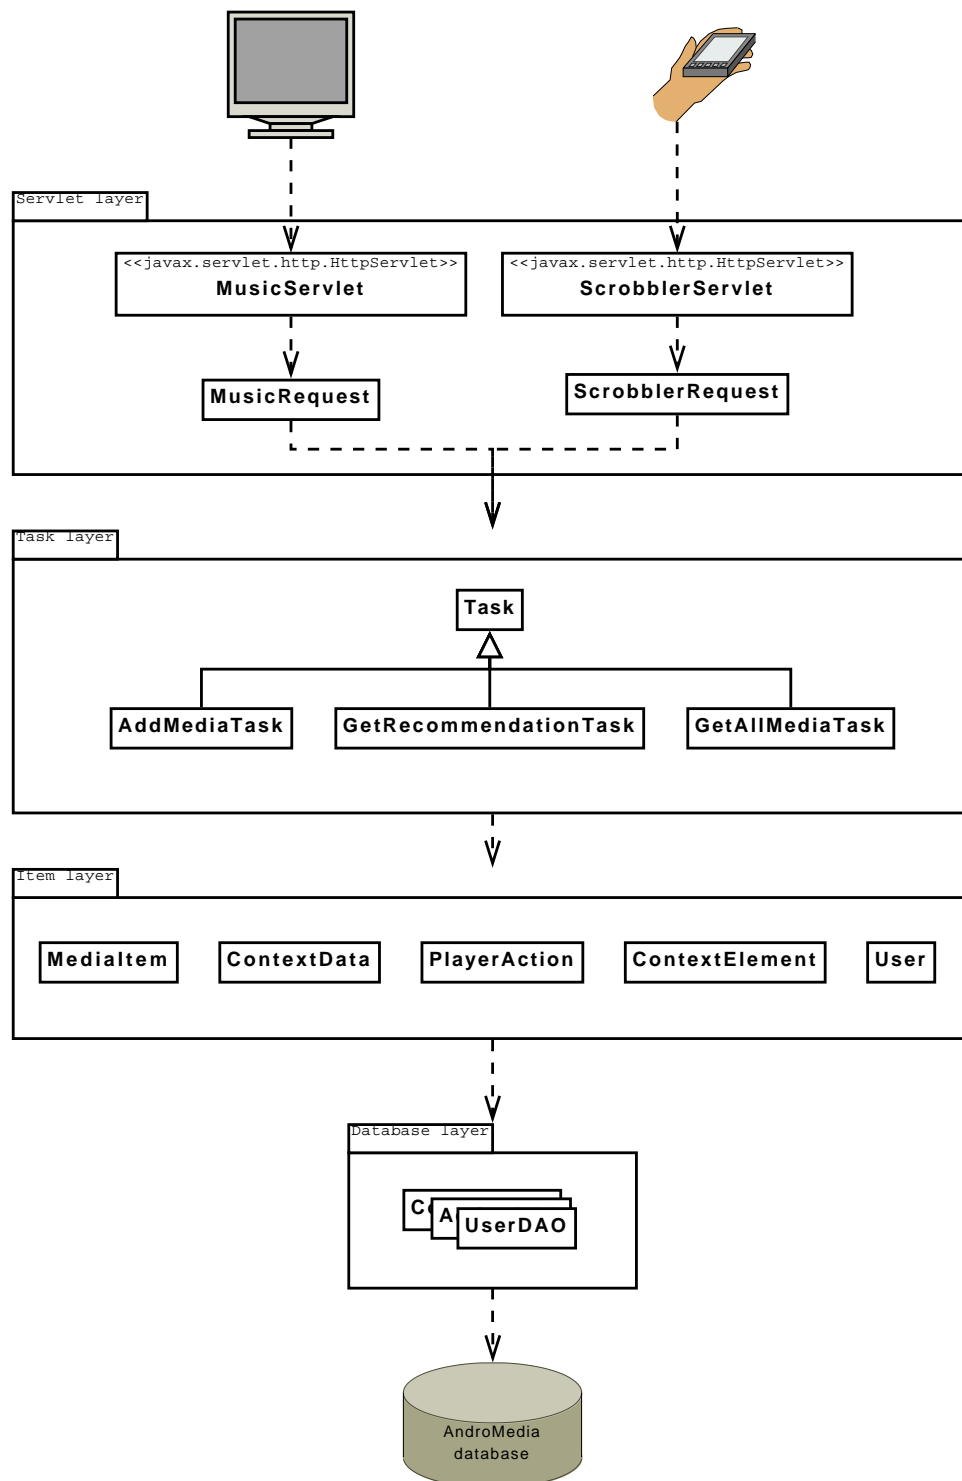 Servlet layer
<<javax.servlet.http.HttpServlet>>
MusicServlet
<<javax.servlet.http.HttpServlet>>
ScrobblerServlet
MusicRequest
ScrobblerRequest
Task layer
Task
AddMediaTask
GetRecommendationTask
GetAllMediaTask
Item layer
MediaItem
ContextData
PlayerAction
ContextElement
User
Database layer
UserDAO
AndroMedia
database